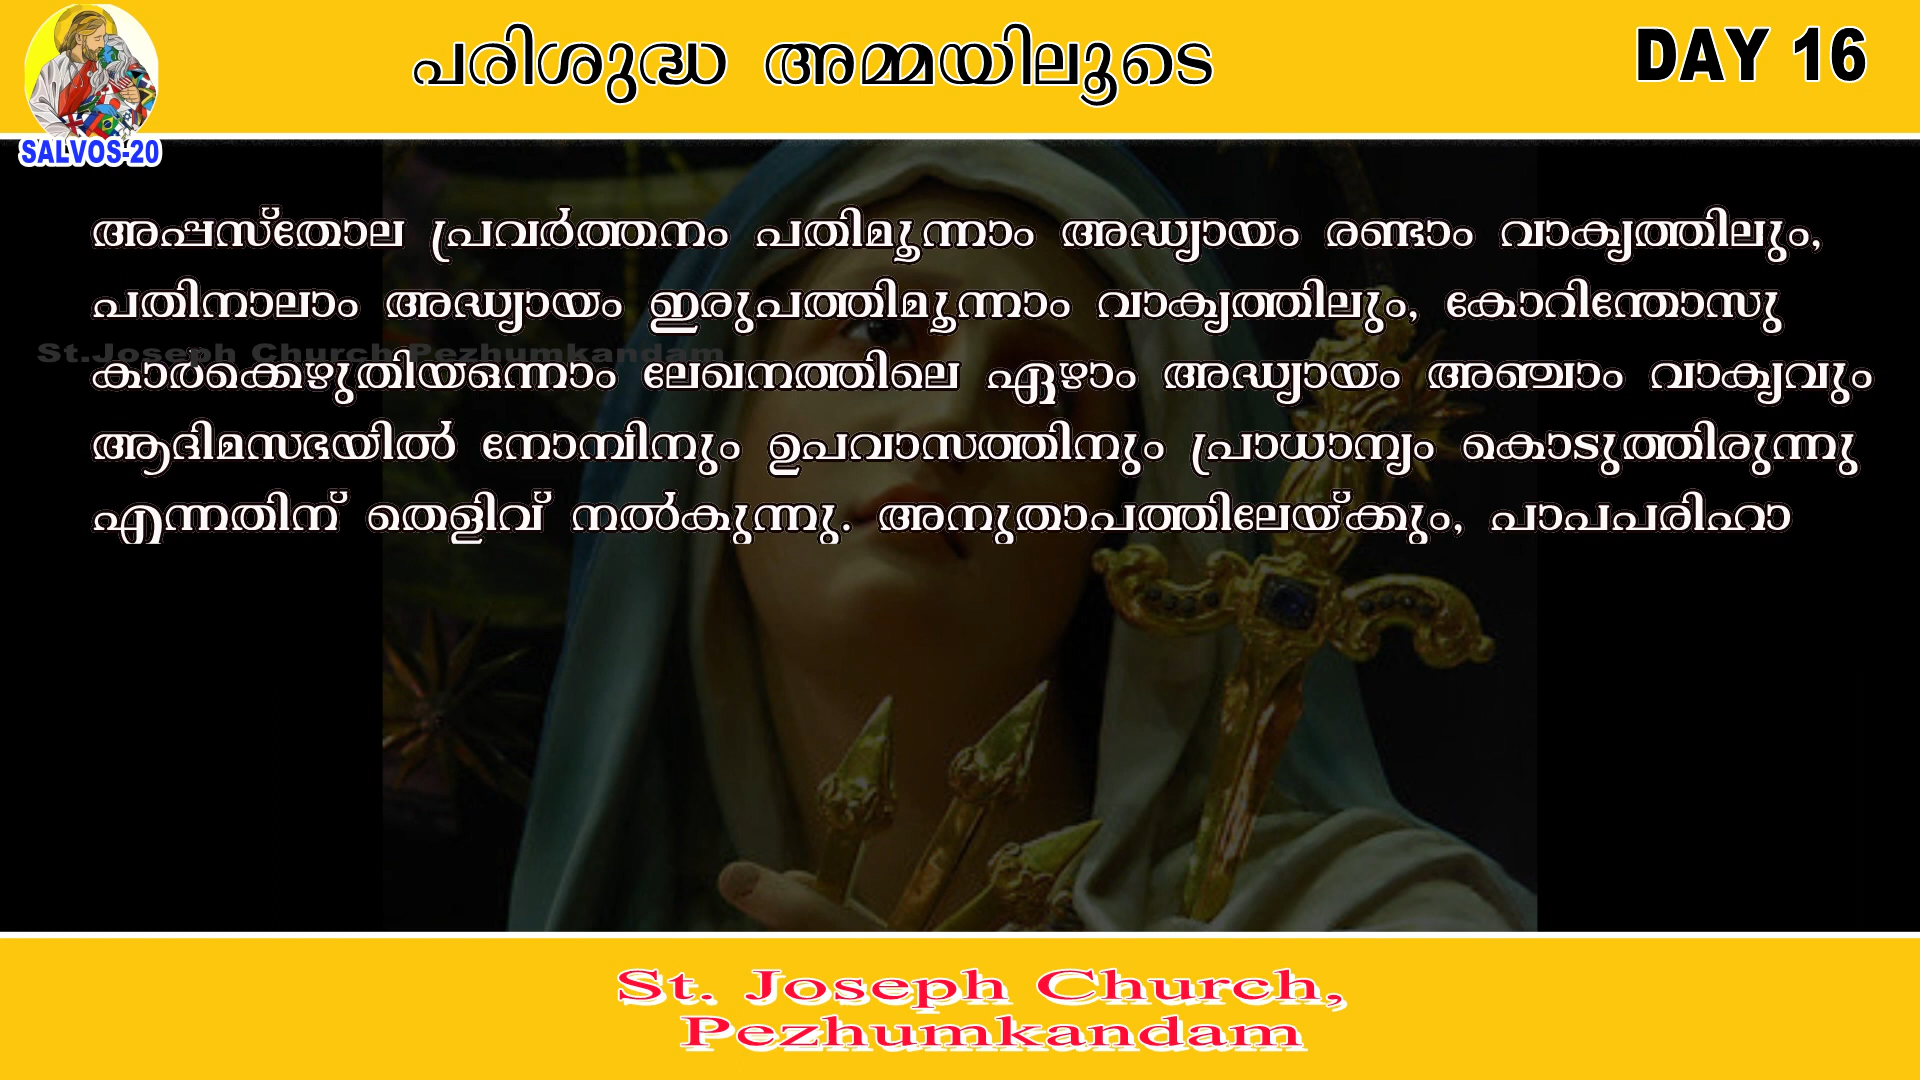 പരിശുദ്ധ അമ്മയിലൂടെ
DAY 16
SALVOS-20
അപ്പസ്തോല പ്രവർത്തനം പതിമൂന്നാം അദ്ധ്യായം രണ്ടാം വാക്യത്തിലും,
പതിനാലാം അദ്ധ്യായം ഇരുപത്തിമൂന്നാം വാക്യത്തിലും, കോറിന്തോസു
St.Joseph Church,Pezhumkandam
കാർക്കെഴുതിയഒന്നാം ലേഖനത്തിലെ ഏഴാം അദ്ധ്യായം അഞ്ചാം വാക്യവും
ആദിമസഭയിൽ നോമ്പിനും ഉപവാസത്തിനും പ്രാധാന്യം കൊടുത്തിരുന്നു
എന്നതിന് തെളിവ് നൽകുന്നു. അനുതാപത്തിലേയ്ക്കും, പാപപരിഹാ
St. Joseph Church,
Pezhumkandam